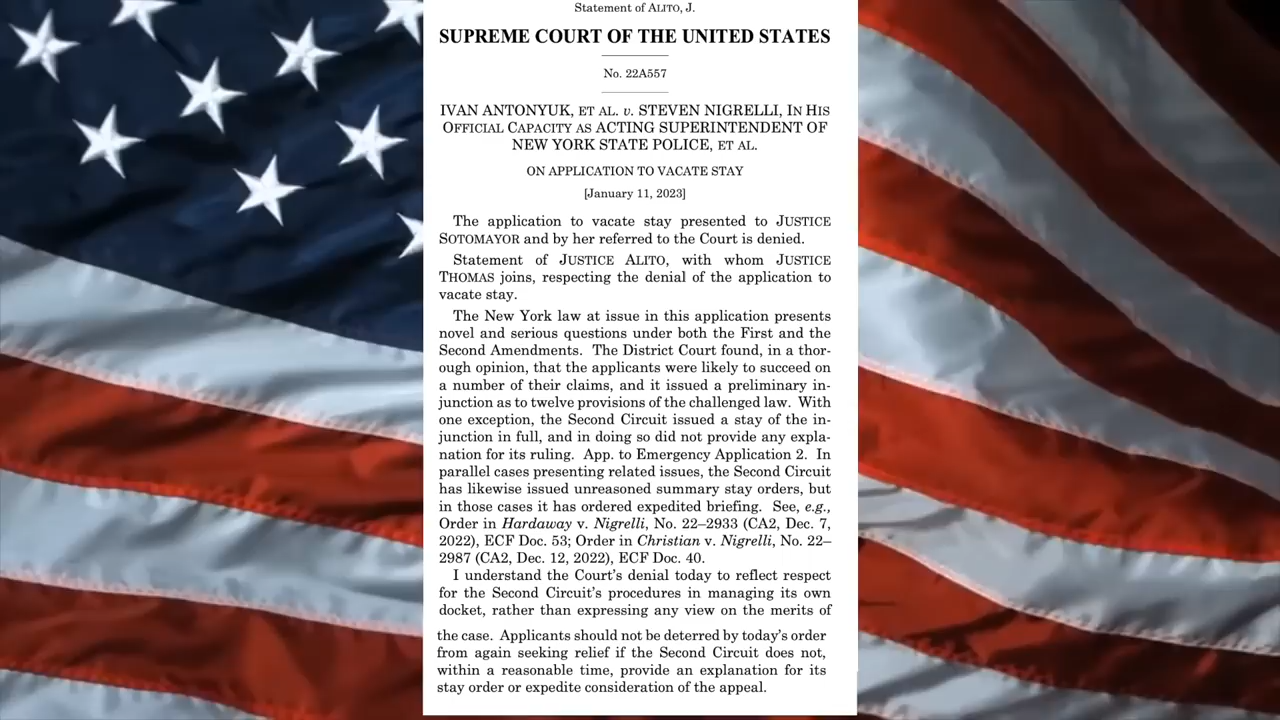 Statement of ALITO, J.
SUPREME COURT OF THE UNITED STATES
No. 22A557
IVAN ANTONYUK, ET AL. v. STEVEN NIGRELLI, IN HIS
OFFICIAL CAPACITY AS ACTING SUPERINTENDENT OF
NEW YORK STATE POLICE, ET AL.
ON APPLICATION TO VACATE STAY
[January 11, 2023]
The application to vacate stay presented to JUSTICE
SOTOMAYOR and by her referred to the Court is denied.
Statement of JUSTICE ALITO, with whom JUSTICE
THOMAS joins, respecting the denial of the application to
vacate stay.
The New York law at issue in this application presents
novel and serious questions under both the First and the
Second Amendments. The District Court found, in a thor-
ough opinion, that the applicants were likely to succeed on
a number of their claims, and it issued a preliminary in-
junction as to twelve provisions of the challenged law. With
one exception, the Second Circuit issued a stay of the in-
junction in full, and in doing so did not provide any expla-
nation for its ruling. App. to Emergency Application 2. In
parallel cases presenting related issues, the Second Circuit
has likewise issued unreasoned summary stay orders, but
in those cases it has ordered expedited briefing. See, e.g.,
Order in Hardaway v. Nigrelli, No. 22–2933 (CA2, Dec. 7,
2022), ECF Doc. 53; Order in Christian v. Nigrelli, No. 22–
2987 (CA2, Dec. 12, 2022), ECF Doc. 40.
I understand the Court's denial today to reflect respect
for the Second Circuit's procedures in managing its own
docket, rather than expressing any view on the merits of
the case. Applicants should not be deterred by today's order
from again seeking relief if the Second Circuit does not,
within a reasonable time, provide an explanation for its
stay order or expedite consideration of the appeal.